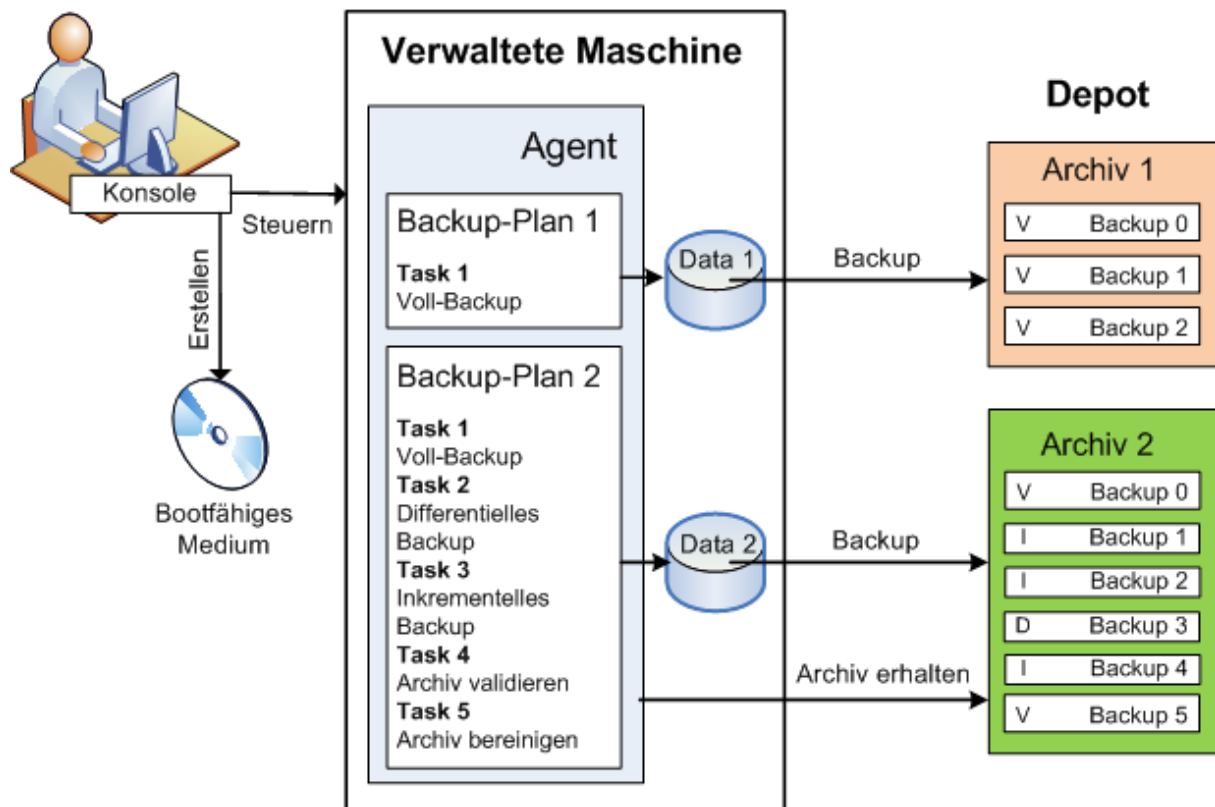 Verwaltete Maschine
Konsole
Steuern
Erstellen
Bootfähiges
Medium
Agent
Backup-Plan 1
Task 1
Voll-Backup
Backup-Plan 2
Task 1
Voll-Backup
Task 2
Differentielles
Backup
Task 3
Inkrementelles
Backup
Task 4
Archiv validieren
Task 5
Archiv bereinigen
Data 1
Data 2
Backup
Backup
Archiv erhalten
Depot
Archiv 1
V Backup 0
V Backup 1
V Backup 2
Archiv 2
V Backup 0
I Backup 1
I Backup 2
D Backup 3
I Backup 4
V Backup 5